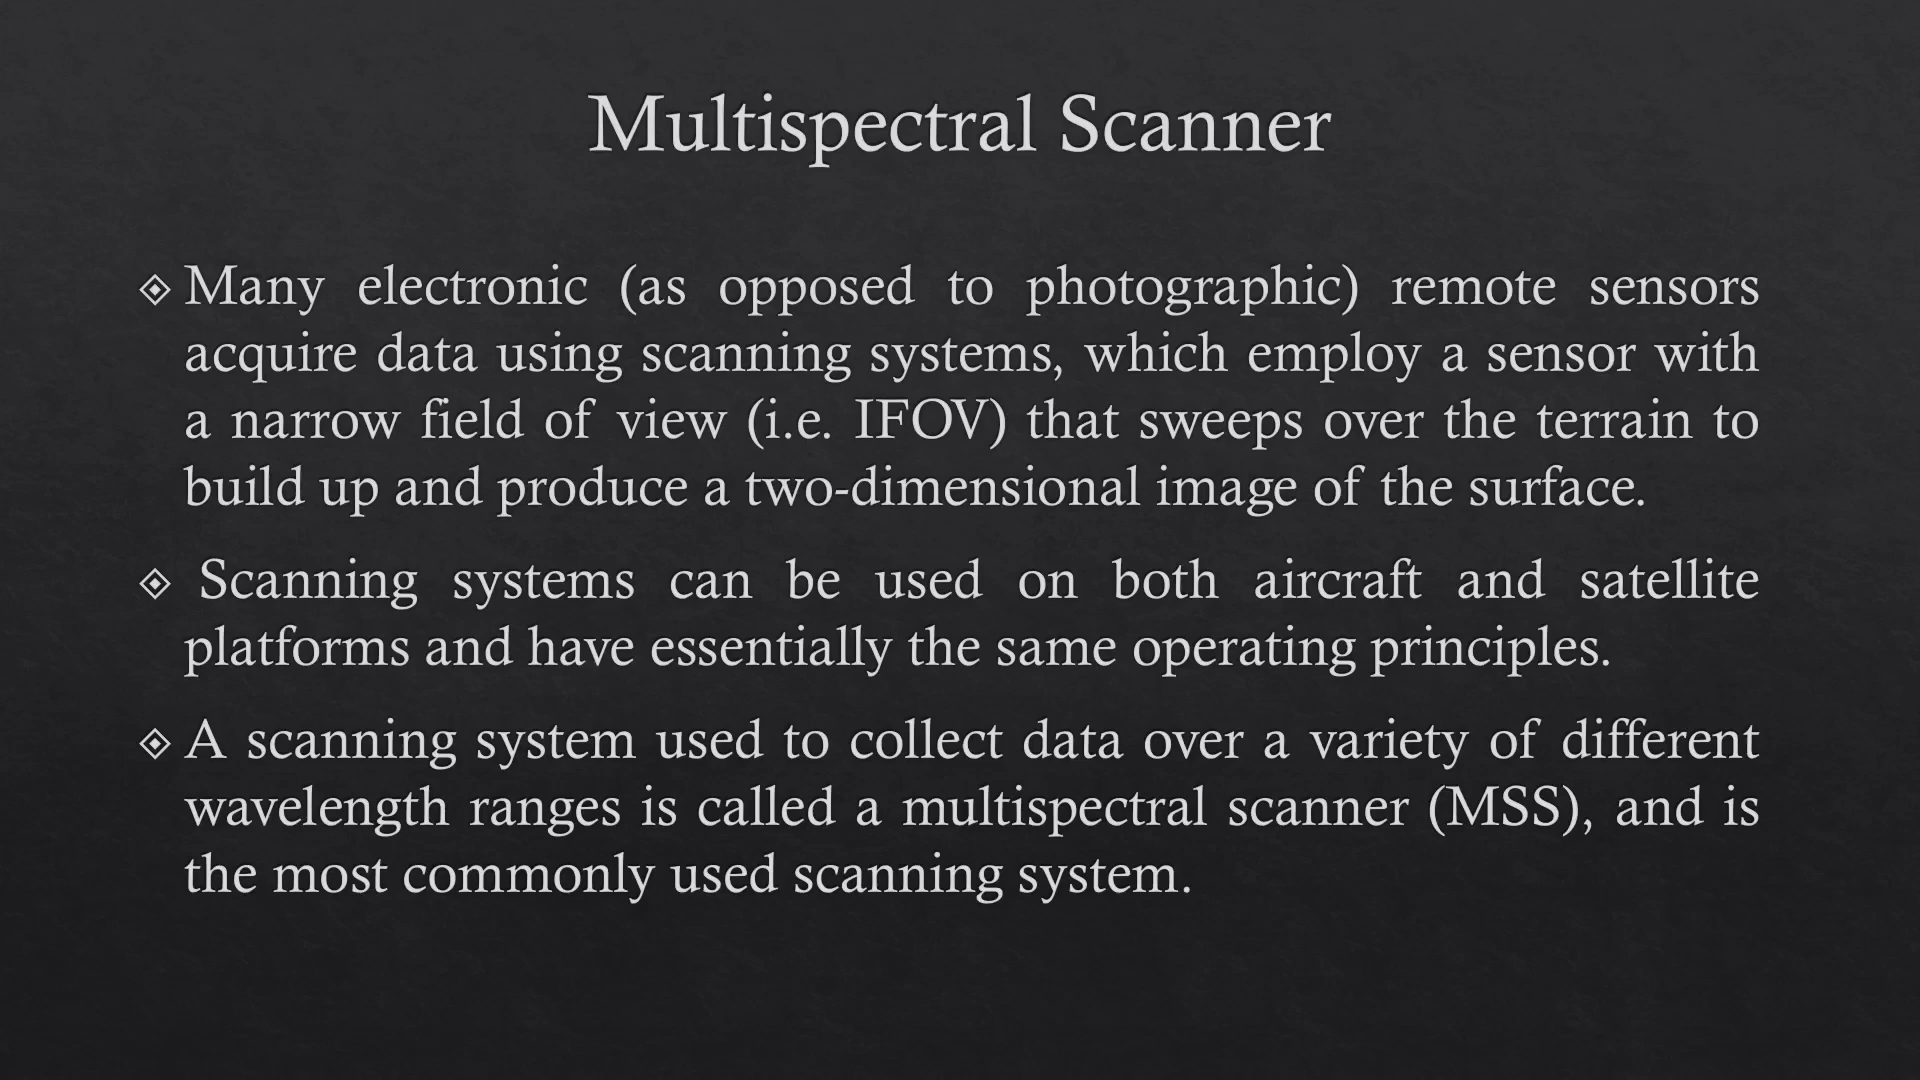 Multispectral Scanner
Many electronic (as opposed to photographic) remote sensors
acquire data using scanning systems, which employ a sensor with
a narrow field of view (i.e. IFOV) that sweeps over the terrain to
build up and produce a two-dimensional image of the surface.
Scanning systems can be used on both aircraft and satellite
platforms and have essentially the same operating principles.
A scanning system used to collect data over a variety of different
wavelength ranges is called a multispectral scanner (MSS), and is
the most commonly used scanning system.